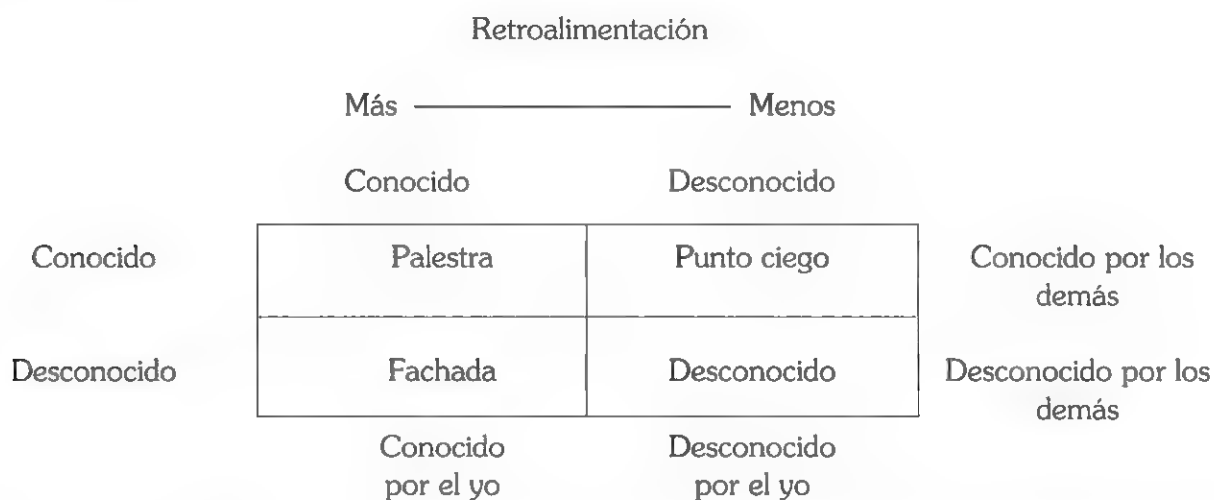 Retroalimentación
Más Menos
Conocido Desconocido
Conocido Palestra Punto ciego Conocido por los
demás
Desconocido Fachada Desconocido Desconocido por los
demás
Conocido Desconocido
por el yo por el yo